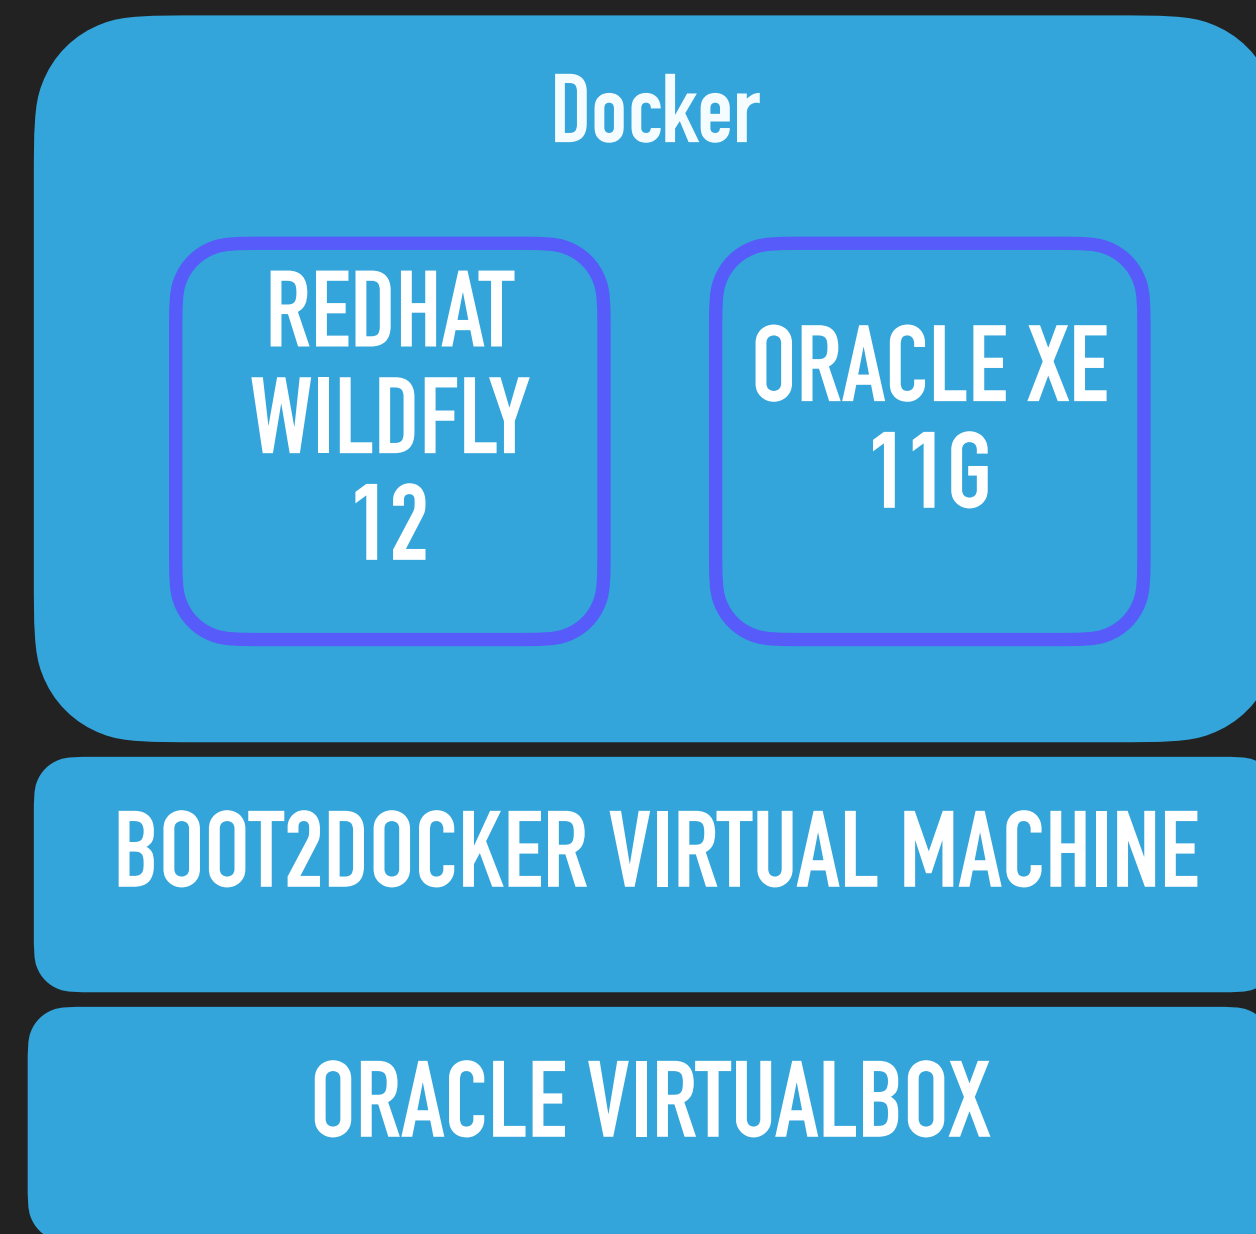 Docker
REDHAT
WILDFLY
12
ORACLE XE
11G
BOOT2DOCKER VIRTUAL MACHINE
ORACLE VIRTUALBOX